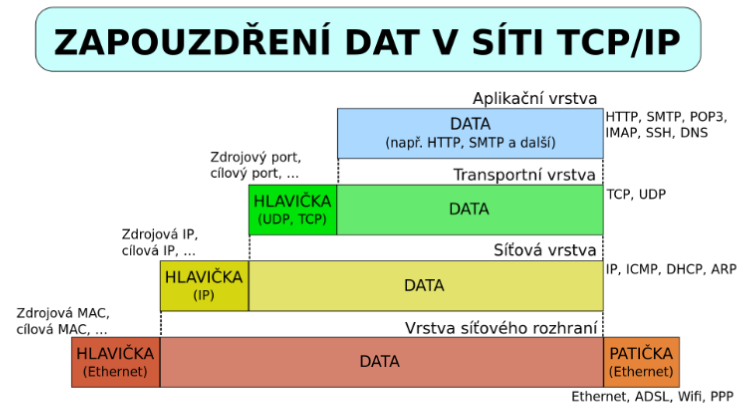 ZAPOUZDŘENÍ DAT V SÍTI TCP/IP
Aplikační vrstva
DATA
(např. HTTP, SMTP a další)
HTTP, SMTP, POP3,
IMAP, SSH, DNS
Zdrojový port,
cílový port, ...
Transportní vrstva
HLAVIČKA
(UDP, TCP)
DATA
TCP, UDP
Zdrojová IP,
cílová IP, ...
Síťová vrstva
HLAVIČKA
(IP)
DATA
IP, ICMP, DHCP, ARP
Zdrojová MAC,
cílová MAC, ...
Vrstva síťového rozhraní
HLAVIČKA
(Ethernet)
DATA
PATIČKA
(Ethernet)
Ethernet, ADSL, Wifi, PPP